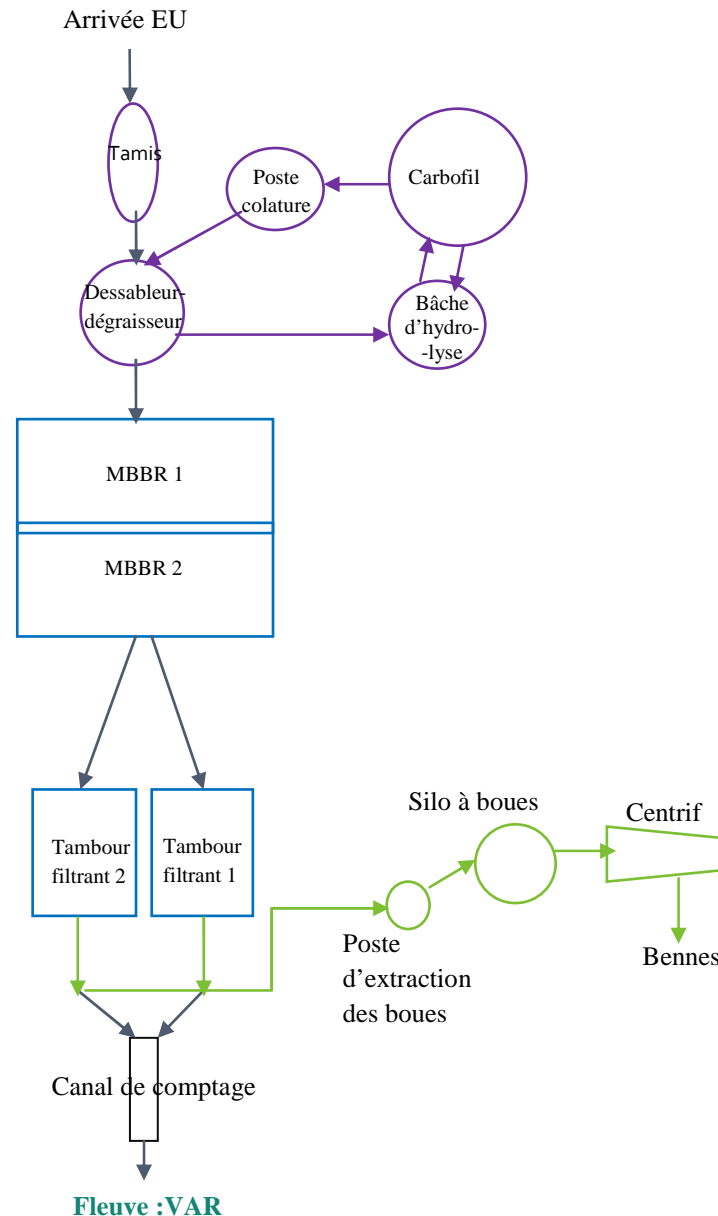 Arrivée EU
Tamis
Poste
colature
Carbofil
Dessableur-
dégraisseur
Bâche
d’hydro-
-lyse
MBBR 1
MBBR 2
Tambour
filtrant 2
Tambour
filtrant 1
Silo à boues
Centrif
Poste
d’extraction
des boues
Bennes
Canal de comptage
Fleuve :VAR